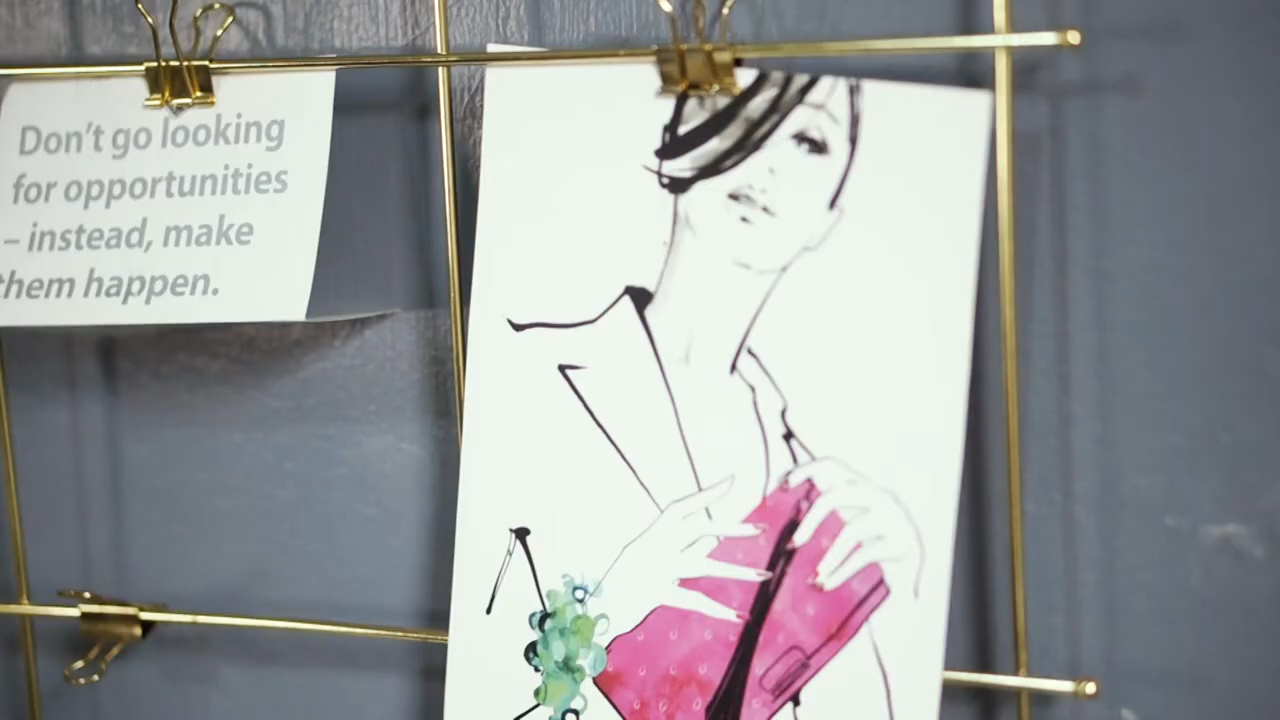 Don't go looking
for opportunities
– instead, make
them happen.